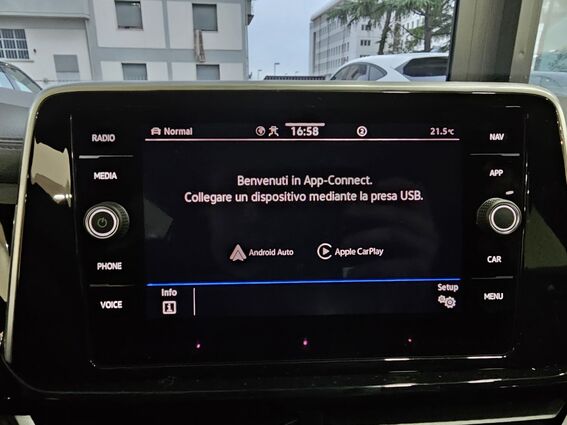 RADIO
MEDIA
PHONE
VOICE
Normal
16:58
2
21.5°C
Benvenuti in App-Connect.
Collegare un dispositivo mediante la presa USB.
Android Auto
Apple CarPlay
Info
Setup
NAV
APP
CAR
MENU